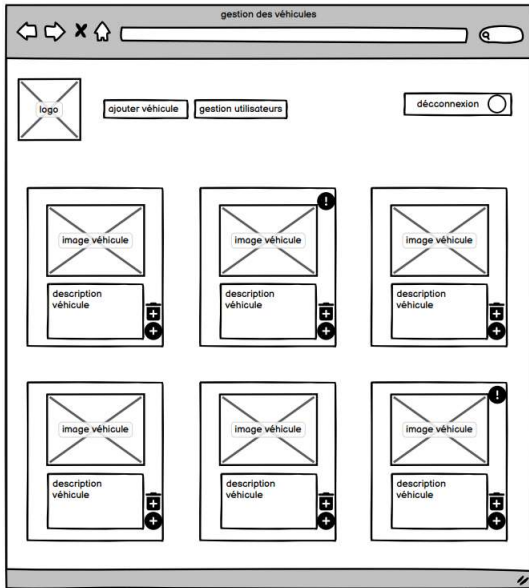 gestion des véhicules
logo
ajouter véhicule
gestion utilisateurs
décconnexion
image véhicule
image véhicule
image véhicule
description
véhicule
description
véhicule
description
véhicule
image véhicule
image véhicule
image véhicule
description
véhicule
description
véhicule
description
véhicule